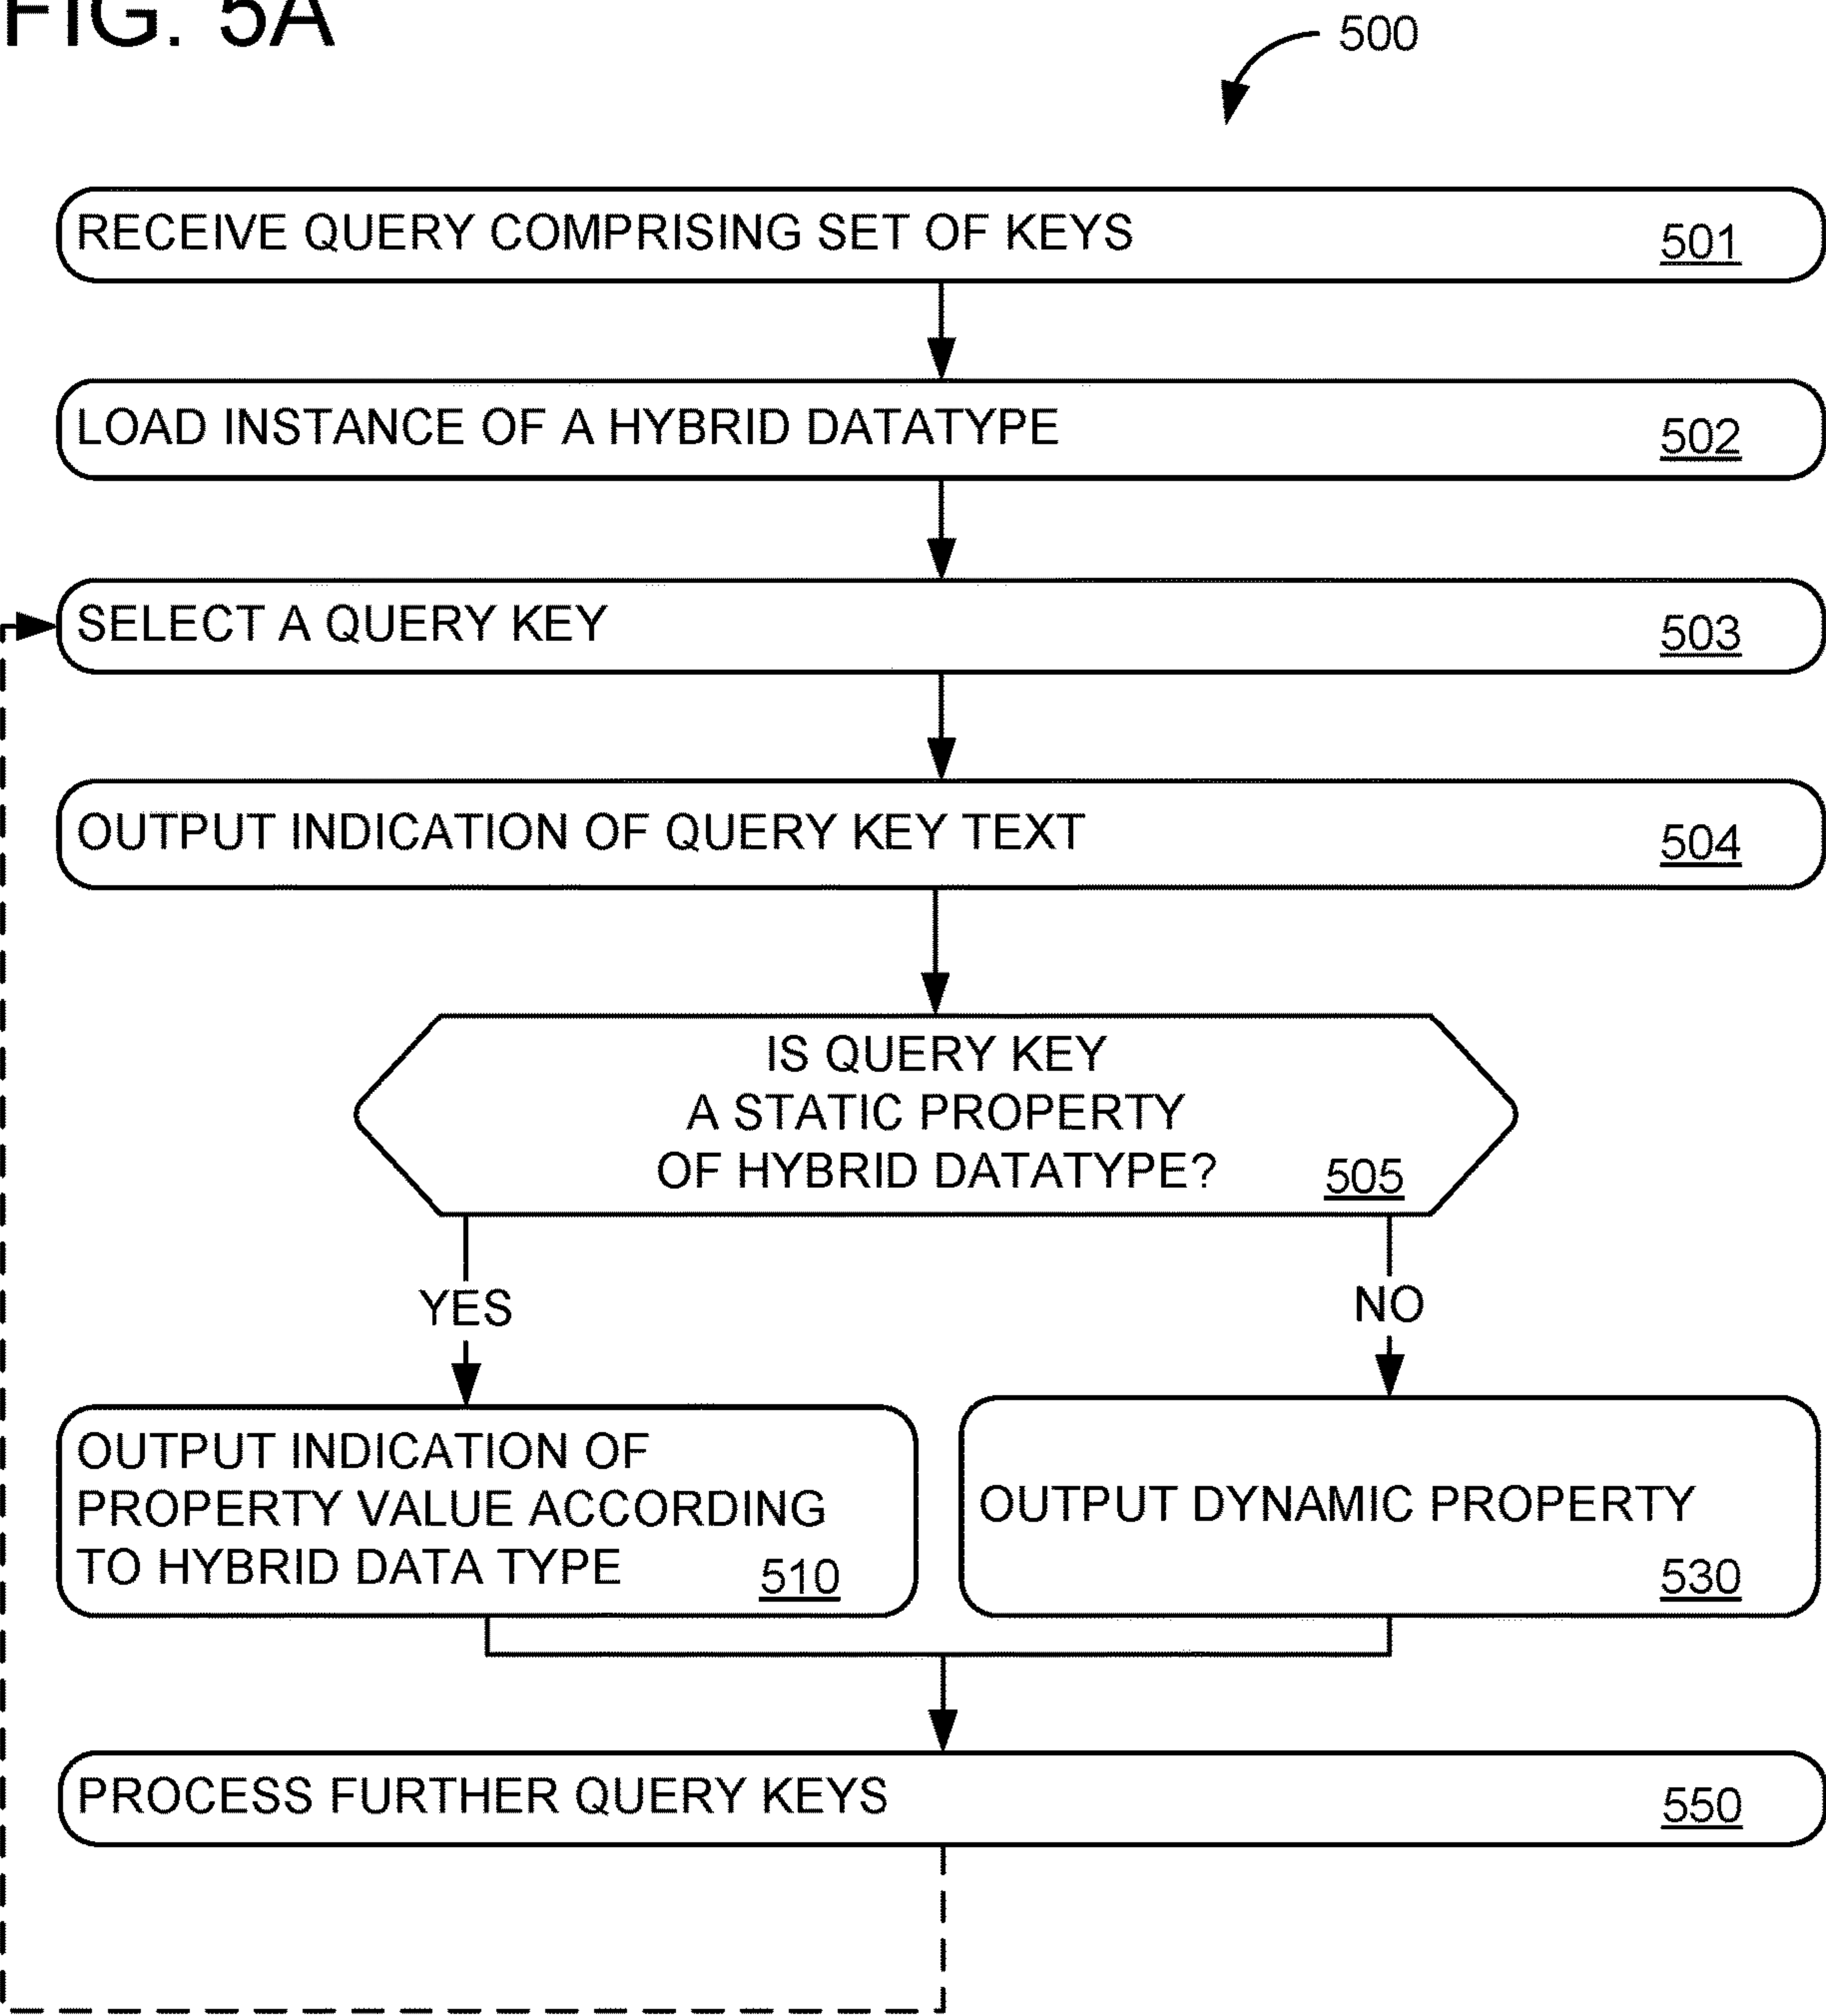 FIG. 5A
500
RECEIVE QUERY COMPRISING SET OF KEYS
501
LOAD INSTANCE OF A HYBRID DATATYPE
502
SELECT A QUERY KEY
503
OUTPUT INDICATION OF QUERY KEY TEXT
504
IS QUERY KEY
A STATIC PROPERTY
OF HYBRID DATATYPE?
505
YES
NO
OUTPUT INDICATION OF
PROPERTY VALUE ACCORDING
TO HYBRID DATA TYPE
510
OUTPUT DYNAMIC PROPERTY
530
PROCESS FURTHER QUERY KEYS
550